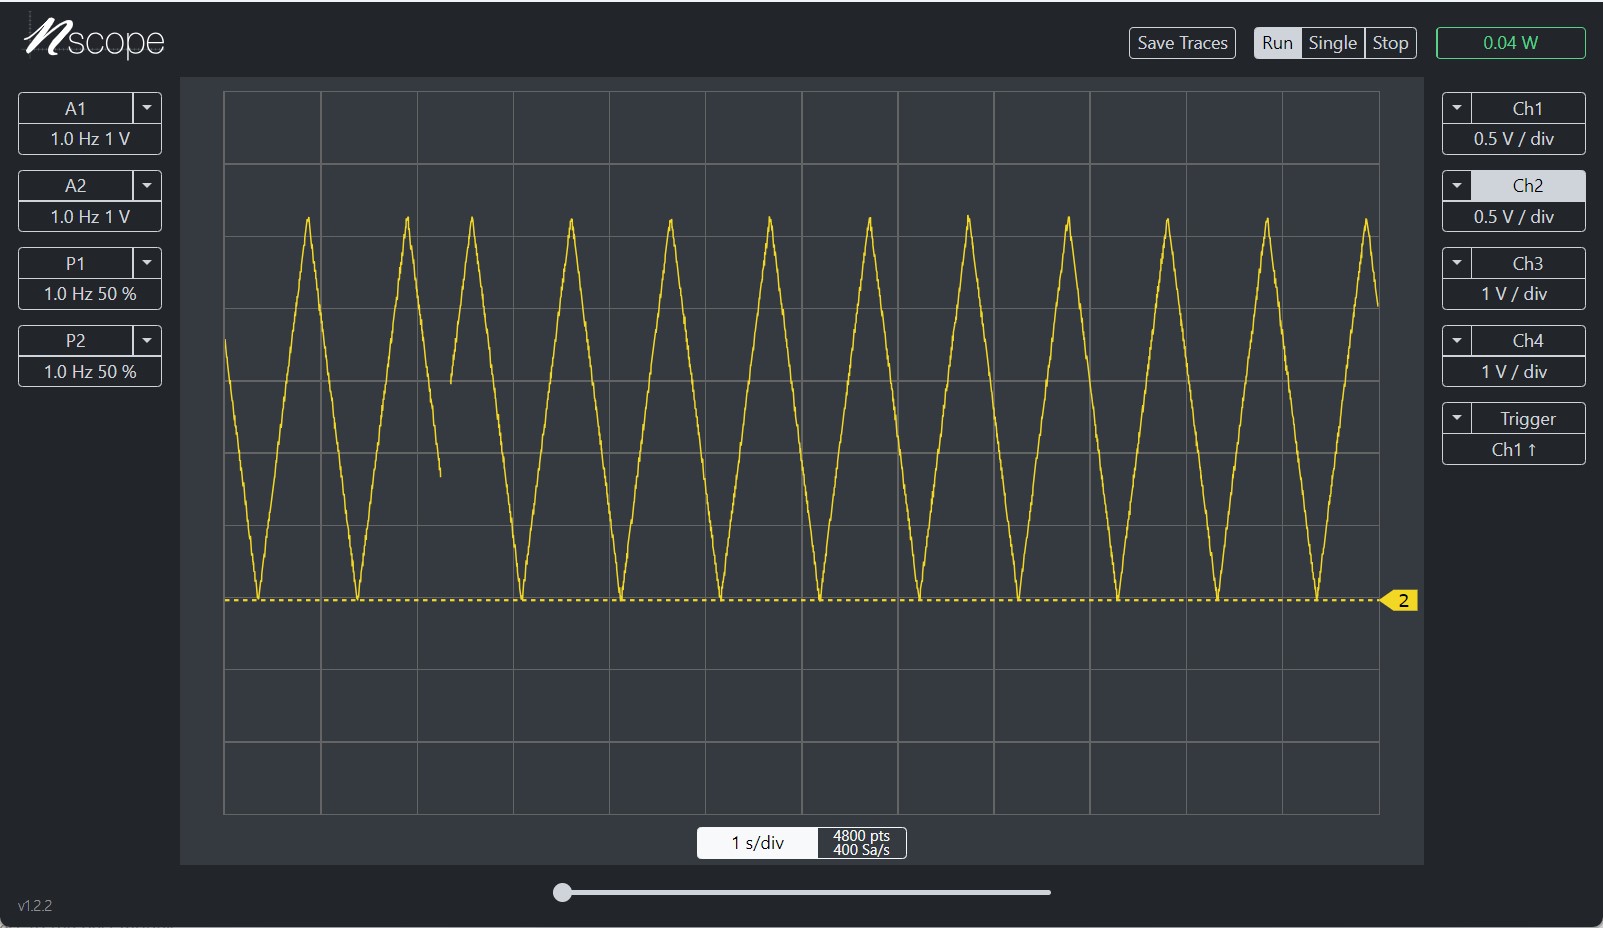 nscope
Save Traces
Run
Single
Stop
0.04 W
A1
1.0 Hz 1 V
A2
1.0 Hz 1 V
P1
1.0 Hz 50 %
P2
1.0 Hz 50 %
Ch1
0.5 V / div
Ch2
0.5 V / div
Ch3
1 V / div
Ch4
1 V / div
Trigger
Ch1 ↑
2
1 s/div
4800 pts
400 Sa/s
v1.2.2